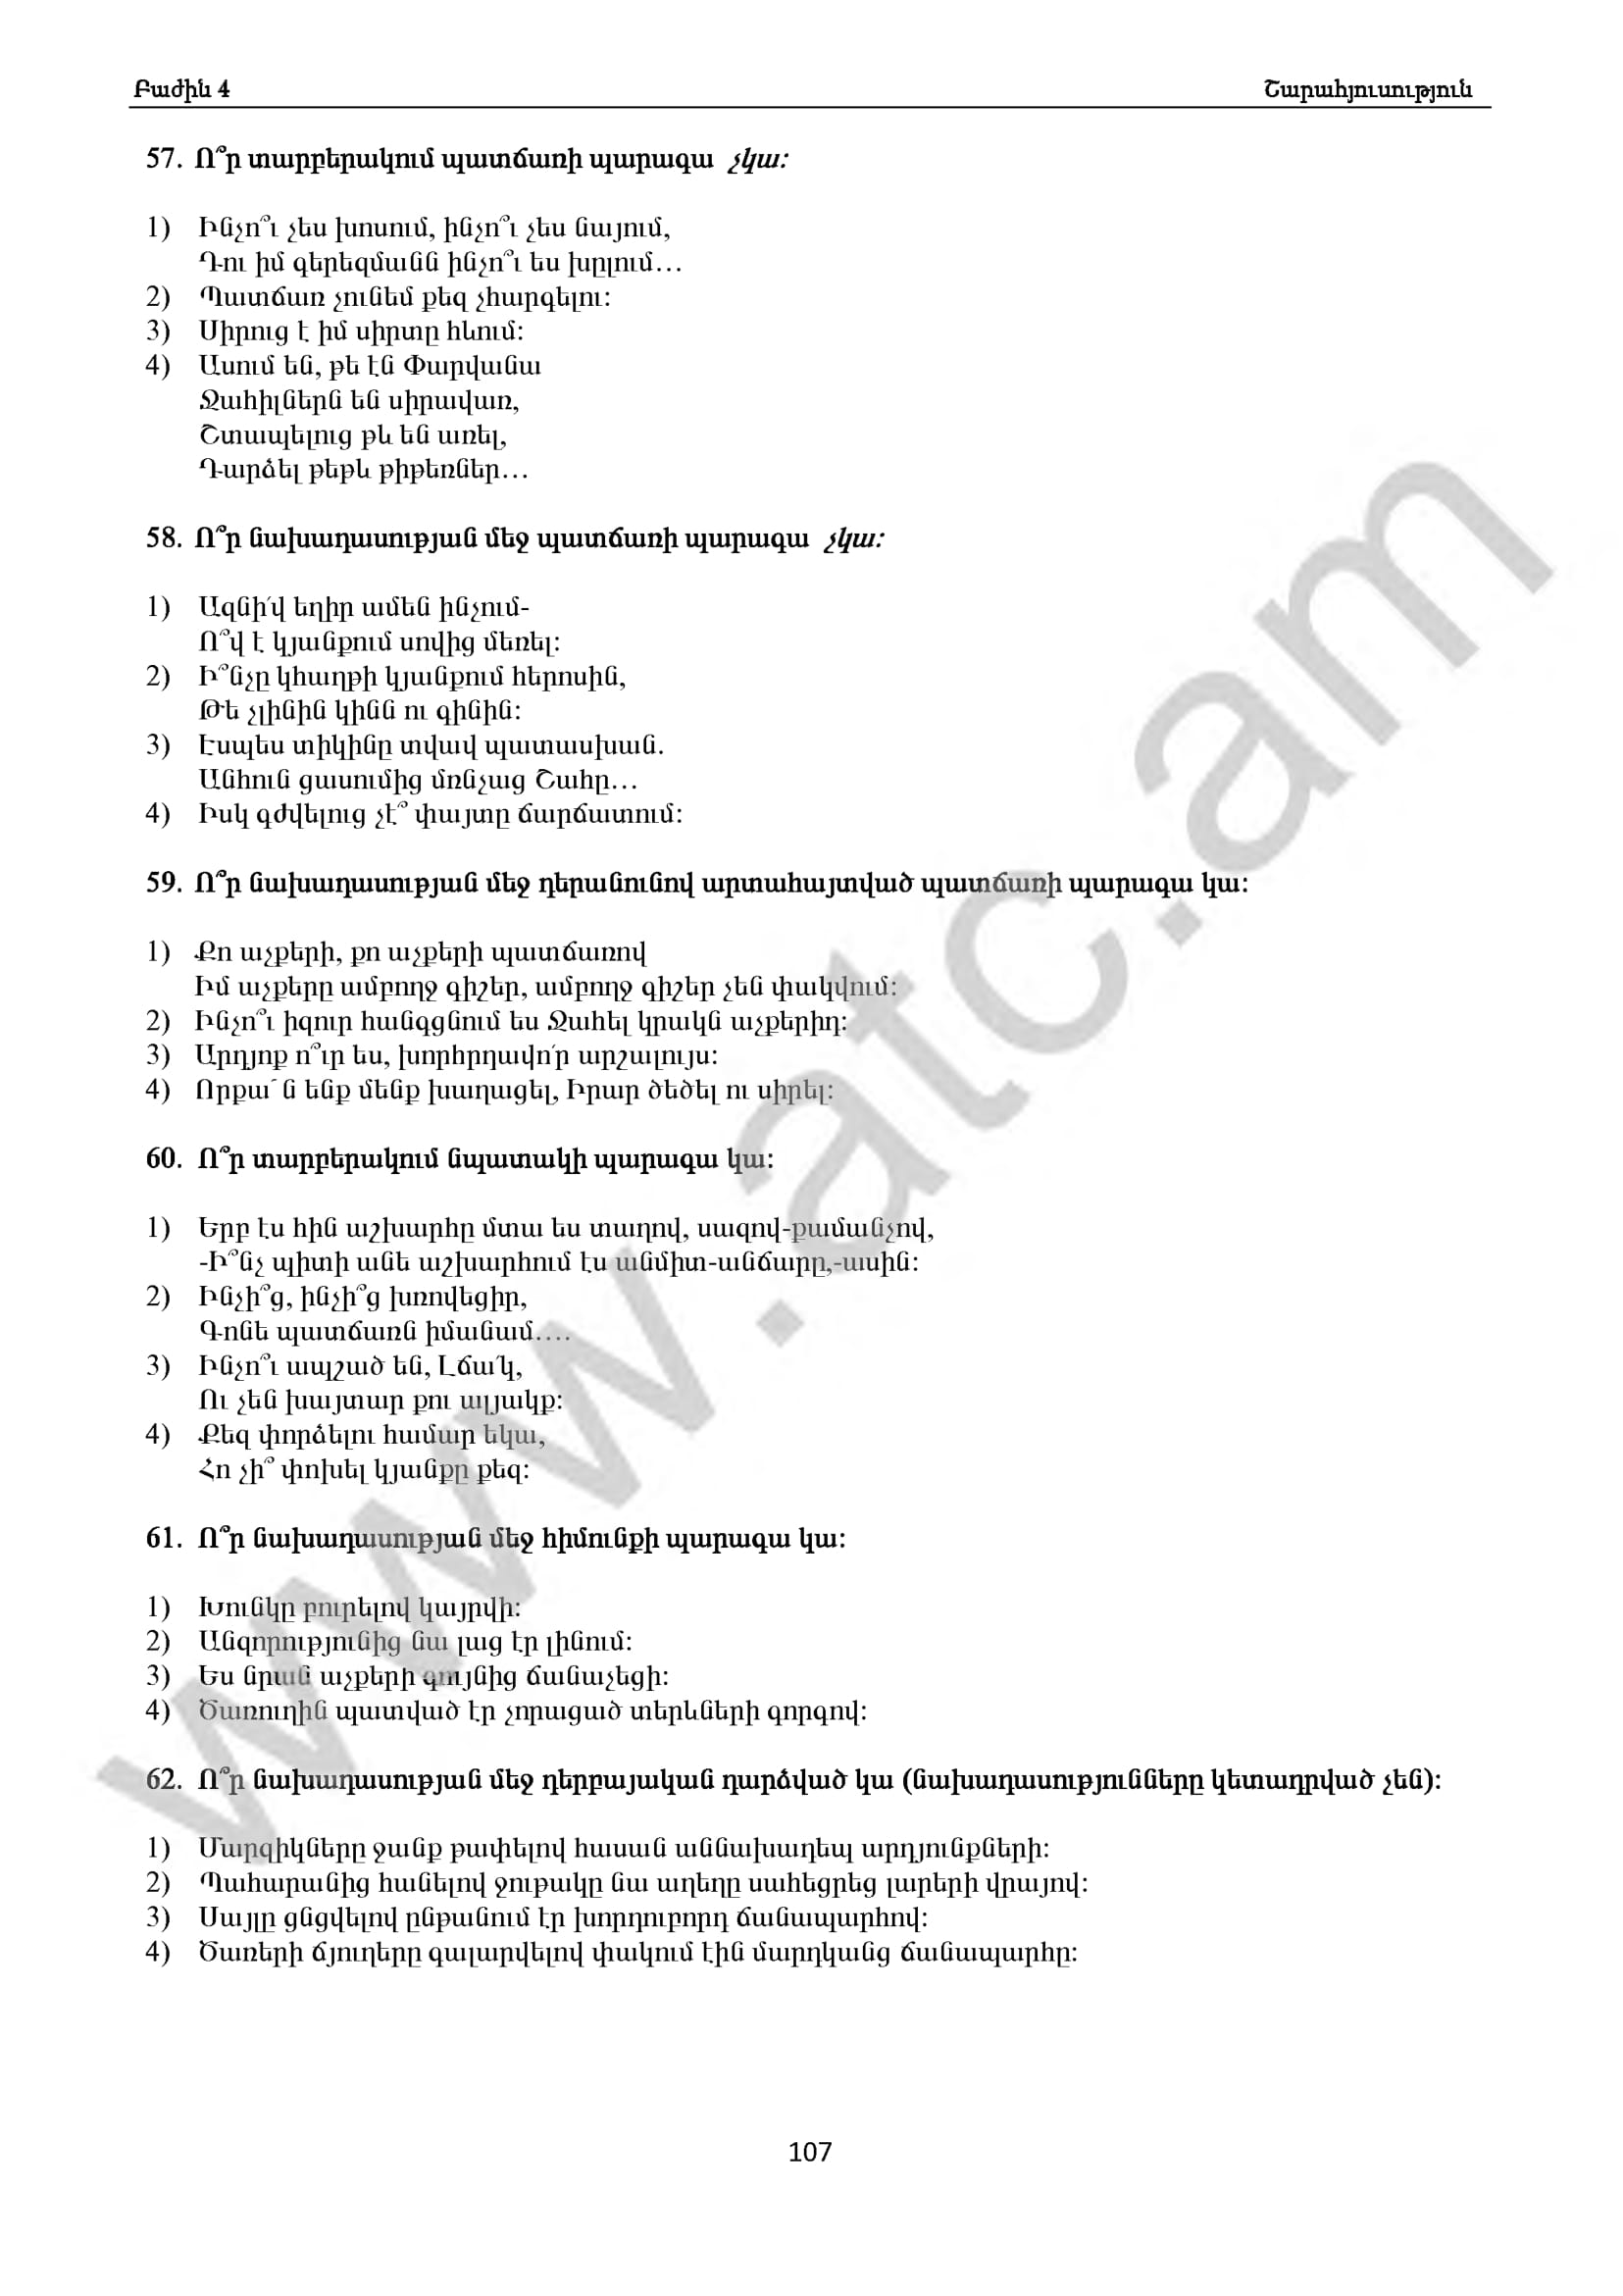 Բաժին 4 Շարահյուսություն
57. Ո՞ր տարբերակում պատճառի պարագա չկա:
1) Ինչո՞ւ չես խոսում, ինչո՞ւ չես նայում,
Դու իմ գերեզմանն ինչո՞ւ ես խըլում…
2) Պատճառ չունեմ քեզ չհարգելու:
3) Սիրուց է իմ սիրտը հևում:
4) Ասում են, թե էն Փարվանա
Ջահիլներն են սիրավառ,
Շտապելուց թև են առել,
Դարձել թեթև թիթեռներ…
58. Ո՞ր նախադասության մեջ պատճառի պարագա չկա:
1) Ազնի՛վ եղիր ամեն ինչում-
Ո՞վ է կյանքում սովից մեռել:
2) Ի՞նչը կհաղթի կյանքում հերոսին,
Թե չլինին կինն ու գինին:
3) Էսպես տիկինը տվավ պատասխան.
Անհուն ցասումից մռնչաց Շահը…
4) Իսկ գժվելուց չէ՞ փայտը ճարճատում:
59. Ո՞ր նախադասության մեջ դերանունով արտահայտված պատճառի պարագա կա:
1) Քո աչքերի, քո աչքերի պատճառով
Իմ աչքերը ամբողջ գիշեր, ամբողջ գիշեր չեն փակվում:
2) Ինչո՞ւ իզուր հանգցնում ես Ջահել կրակն աչքերիդ:
3) Արդյոք ո՞ւր ես, խորհրդավո՛ր արշալույս:
4) Որքա՜ն ենք մենք խաղացել, Իրար ծեծել ու սիրել:
60. Ո՞ր տարբերակում նպատակի պարագա կա:
1) Երբ էս հին աշխարհը մտա ես տաղով, սազով-քամանչով,
-Ի՞նչ պիտի անե աշխարհում էս անմիտ-անճարը,-ասին:
2) Ինչի՞ց, ինչի՞ց խռովեցիր,
Գոնե պատճառն իմանամ….
3) Ինչո՞ւ ապշած են, Լճա՛կ,
Ու չեն խայտար քու ալյակք:
4) Քեզ փորձելու համար եկա,
Հո չի՞ փոխել կյանքը քեզ:
61. Ո՞ր նախադասության մեջ հիմունքի պարագա կա:
1) Խունկը բուրելով կայրվի:
2) Անզորությունից նա լաց էր լինում:
3) Ես նրան աչքերի գույնից ճանաչեցի:
4) Ծառուղին պատված էր չորացած տերևների գորգով:
62. Ո՞ր նախադասության մեջ դերբայական դարձված կա (նախադասությունները կետադրված չեն):
1) Մարզիկները ջանք թափելով հասան աննախադեպ արդյունքների:
2) Պահարանից հանելով ջութակը նա աղեղը սահեցրեց լարերի վրայով:
3) Սայլը ցնցվելով ընթանում էր խորդուբորդ ճանապարհով:
4) Ծառերի ճյուղերը գալարվելով փակում էին մարդկանց ճանապարհը:
www.atc.am
107